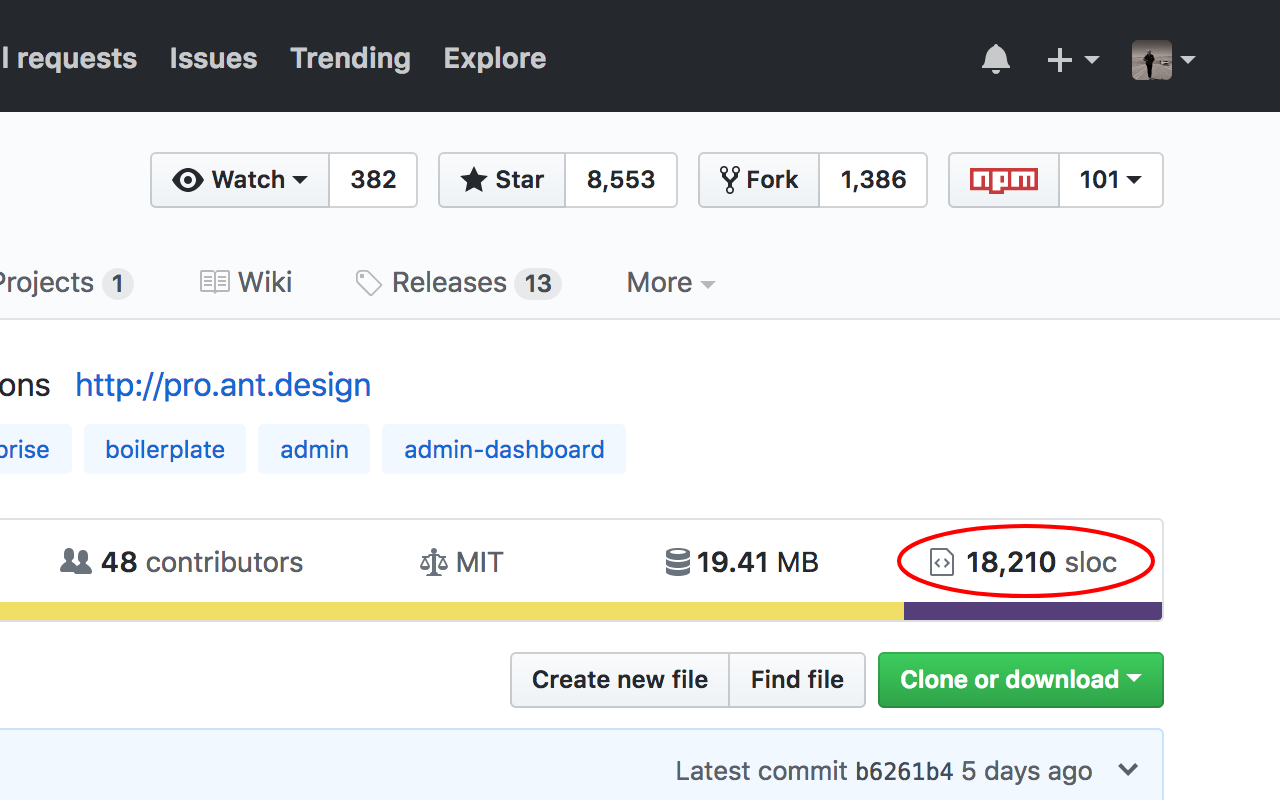 l requests Issues Trending Explore
Watch 382 Star 8,553 Fork 1,386 npm 101
Projects 1 Wiki Releases 13 More
ons http://pro.ant.design
prise boilerplate admin admin-dashboard
48 contributors MIT 19.41 MB 18,210 sloc
Create new file Find file Clone or download
Latest commit b6261b4 5 days ago